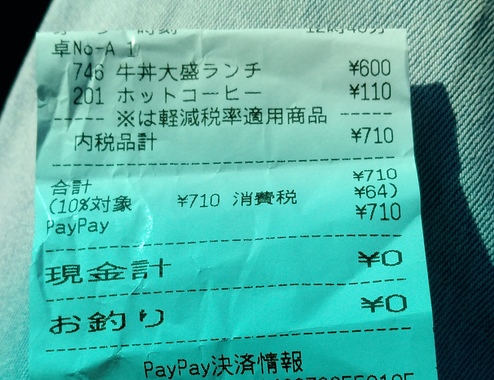 卓No-A 1
746 牛丼大盛ランチ ¥600
201 ホットコーヒー ¥110
----- ※は軽減税率適用商品 -----
内税品計 ¥710
合計 ¥710
(10%対象 ¥710 消費税 ¥64)
PayPay ¥710
現金計 ¥0
お釣り ¥0
PayPay決済情報